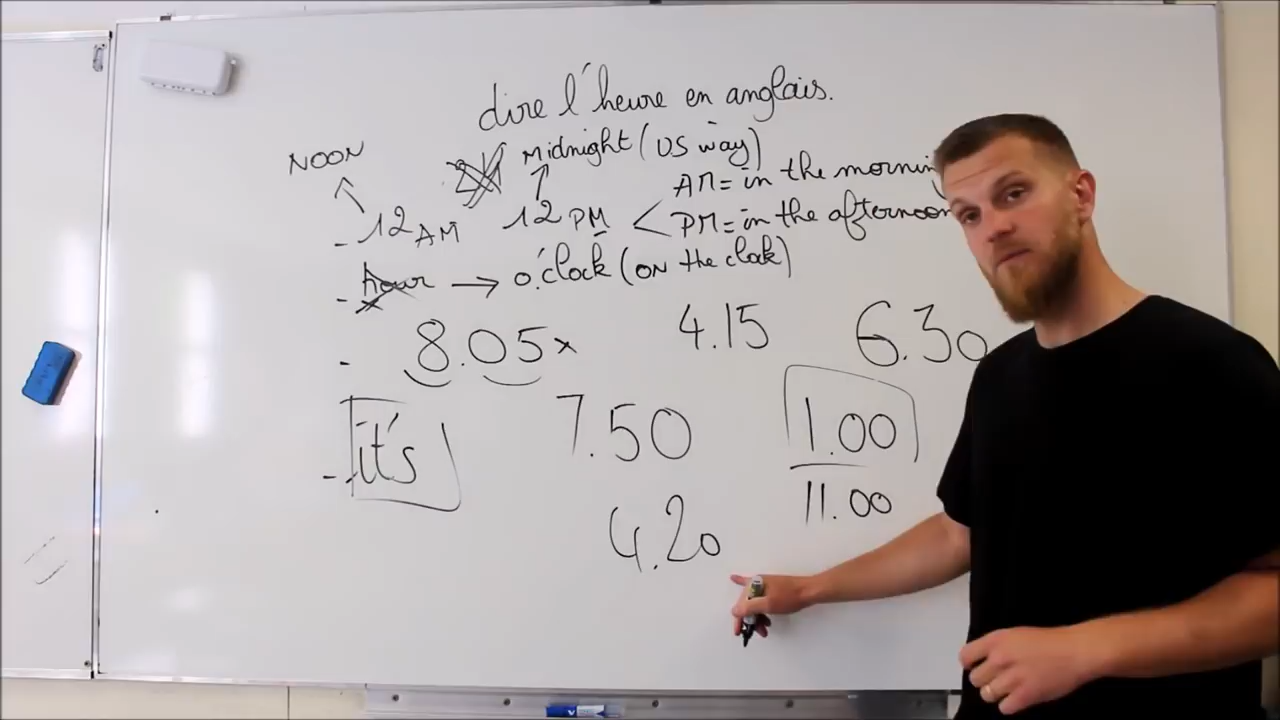 dire l'heure en anglais.
NOON Midnight (US way)
- 12 AM 12 PM < AM = in the morning
PM = in the afternoon
- hour → o'clock (on the clock)
- 8.05 x 4.15 6.30
- it's 7.50 1.00
11.00
4.20